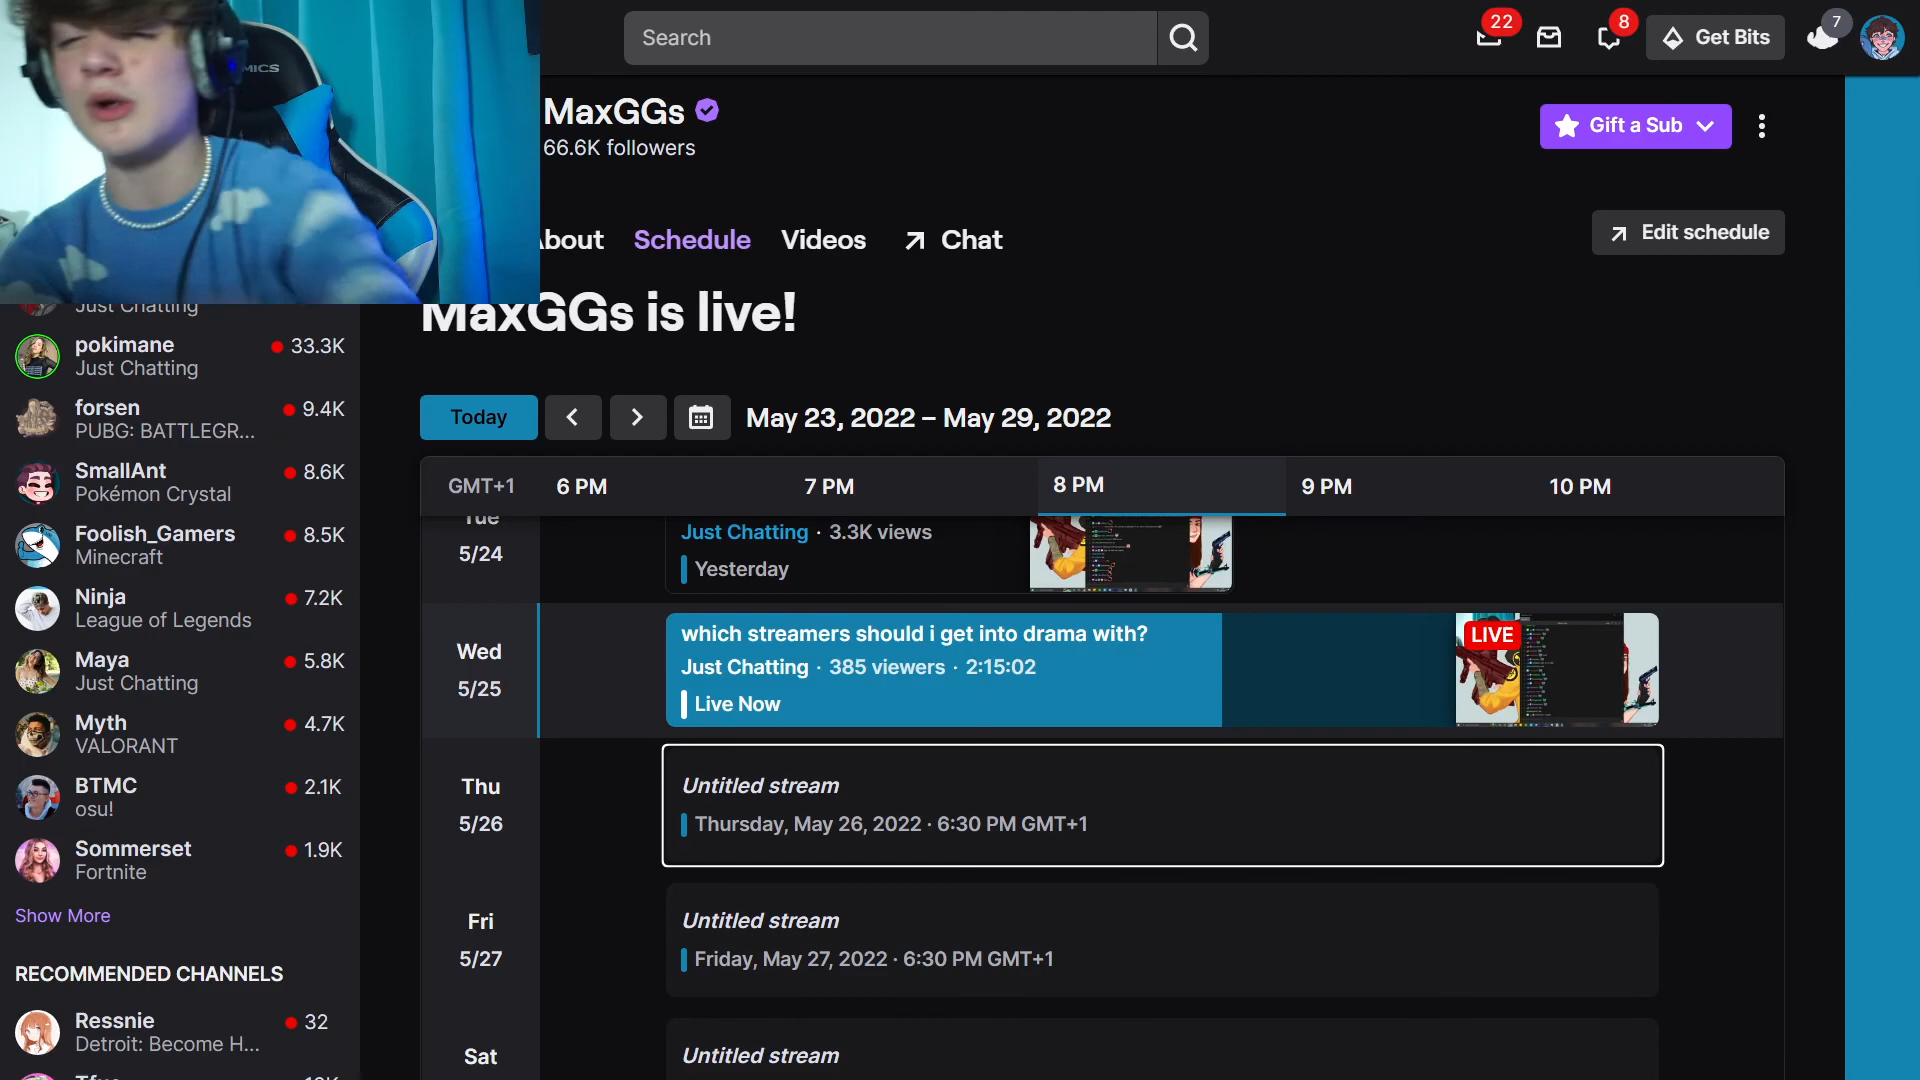 MICS
Search
22
8
Get Bits
7
MaxGGs
66.6K followers
Gift a Sub
About
Schedule
Videos
Chat
Edit schedule
MaxGGs is live!
Just Chatting
pokimane
33.3K
Just Chatting
forsen
9.4K
PUBG: BATTLEGR...
SmallAnt
8.6K
Pokémon Crystal
Foolish_Gamers
8.5K
Minecraft
Ninja
7.2K
League of Legends
Maya
5.8K
Just Chatting
Myth
4.7K
VALORANT
BTMC
2.1K
osu!
Sommerset
1.9K
Fortnite
Show More
RECOMMENDED CHANNELS
Ressnie
32
Detroit: Become H...
Today
May 23, 2022 – May 29, 2022
GMT+1
6 PM
7 PM
8 PM
9 PM
10 PM
Tue
5/24
Just Chatting · 3.3K views
Yesterday
Wed
5/25
which streamers should i get into drama with?
Just Chatting · 385 viewers · 2:15:02
Live Now
LIVE
Thu
5/26
Untitled stream
Thursday, May 26, 2022 · 6:30 PM GMT+1
Fri
5/27
Untitled stream
Friday, May 27, 2022 · 6:30 PM GMT+1
Sat
Untitled stream